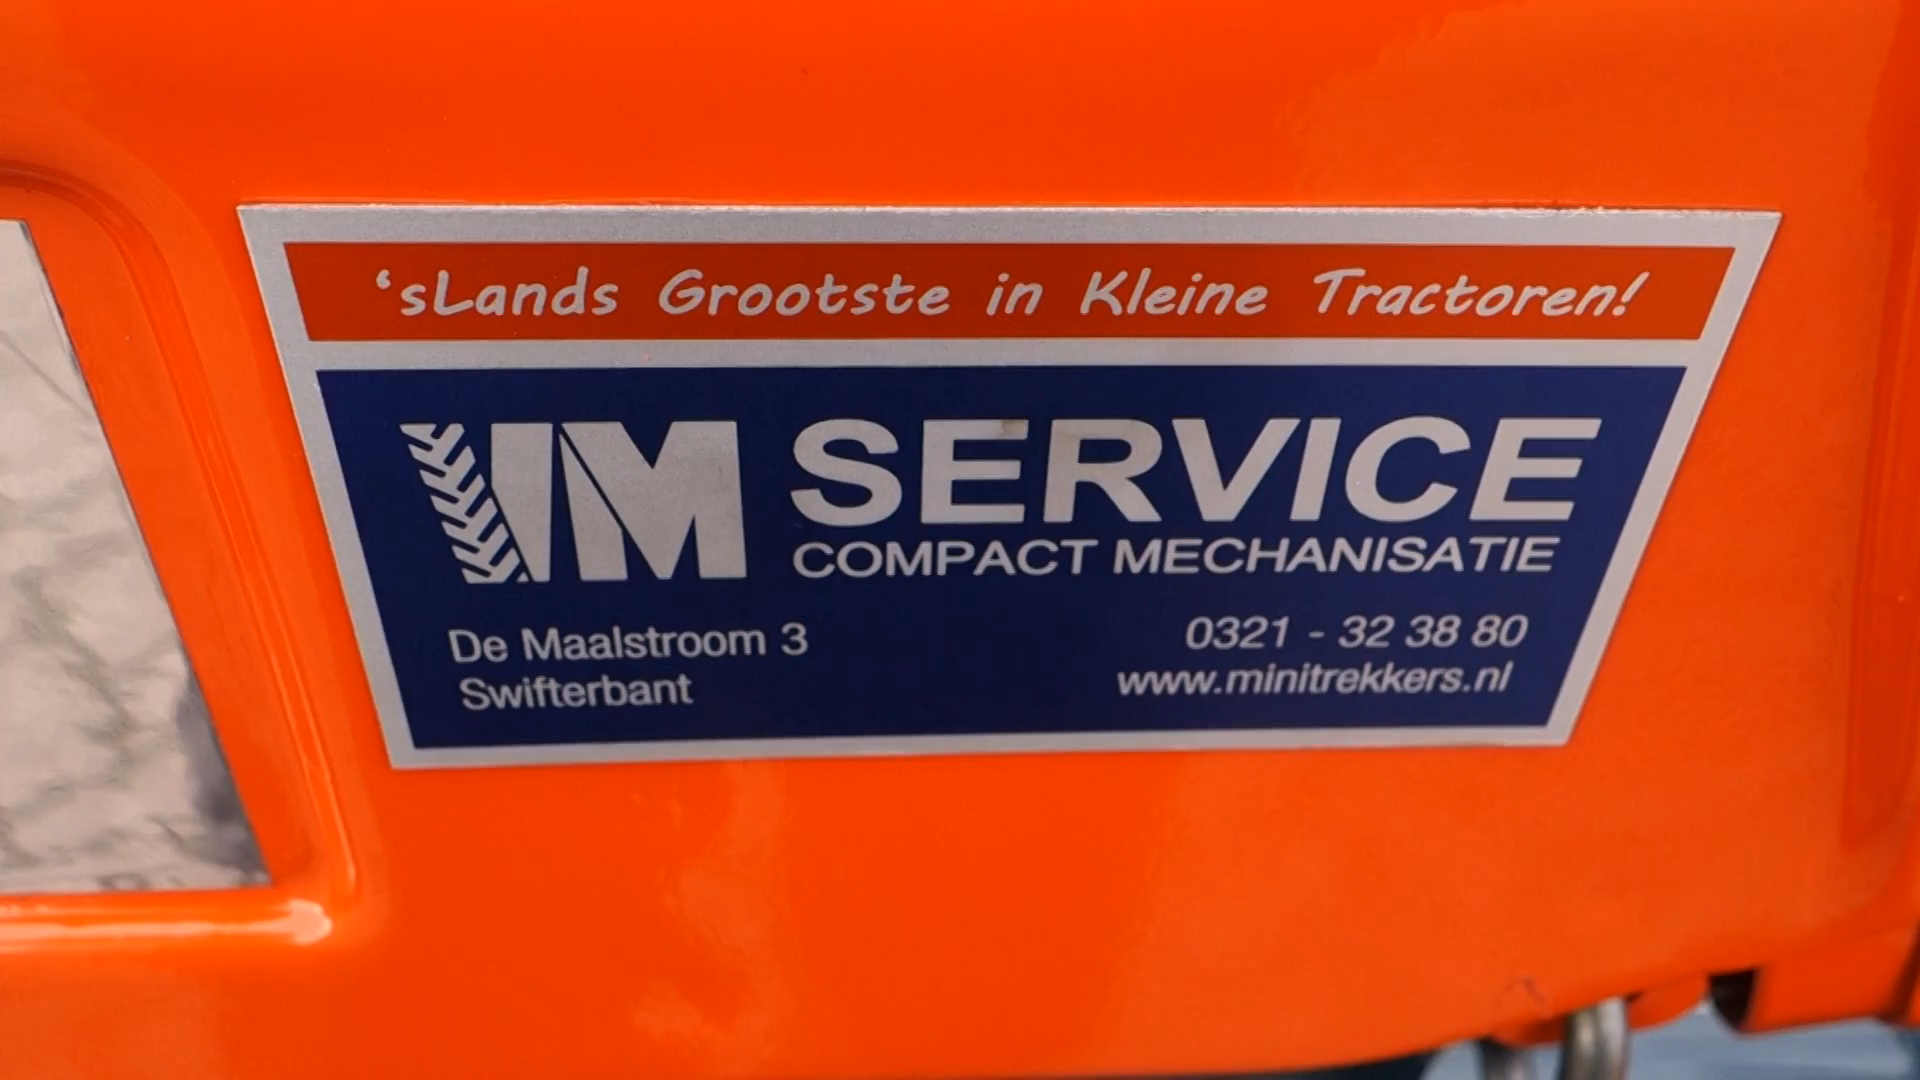 ‘sLands Grootste in Kleine Tractoren!
IM SERVICE
COMPACT MECHANISATIE
De Maalstroom 3
Swifterbant
0321 - 32 38 80
www.minitrekkers.nl